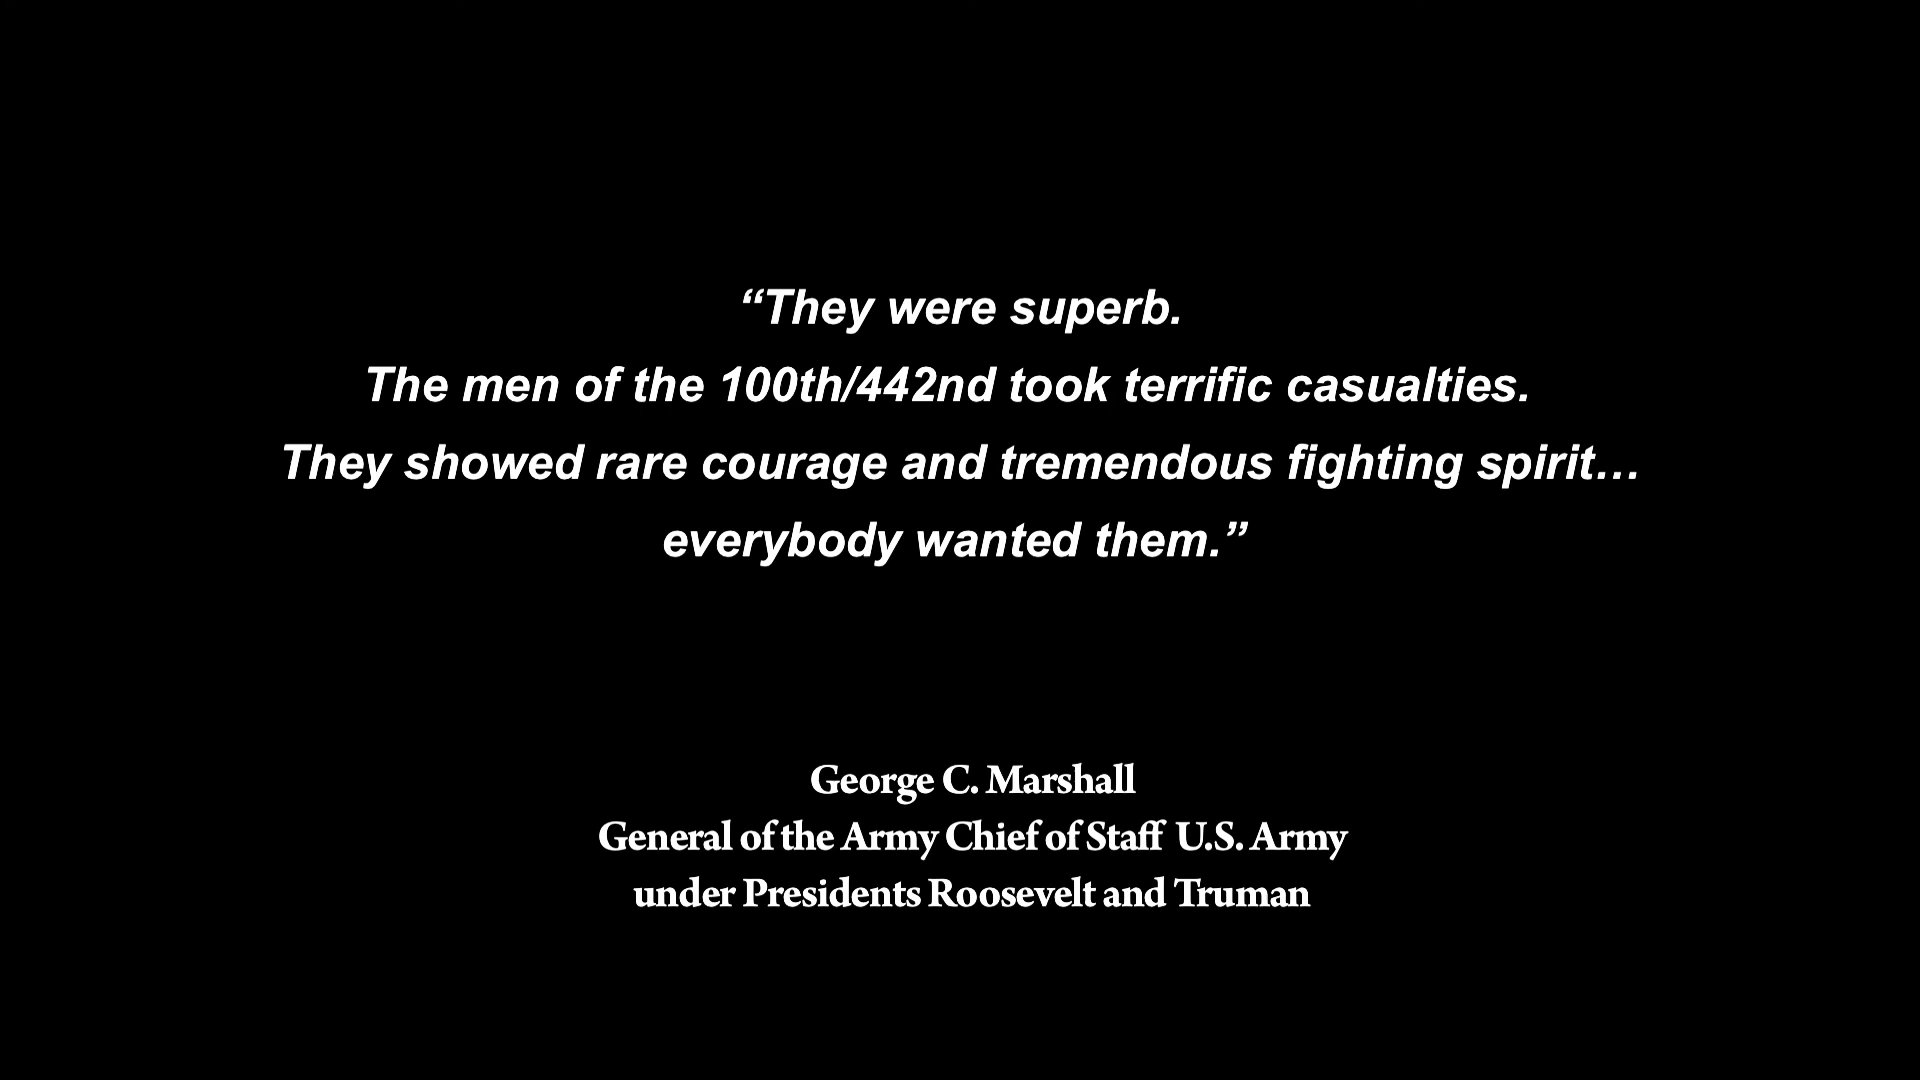 “They were superb.
The men of the 100th/442nd took terrific casualties.
They showed rare courage and tremendous fighting spirit…
everybody wanted them.”
George C. Marshall
General of the Army Chief of Staff U.S. Army
under Presidents Roosevelt and Truman